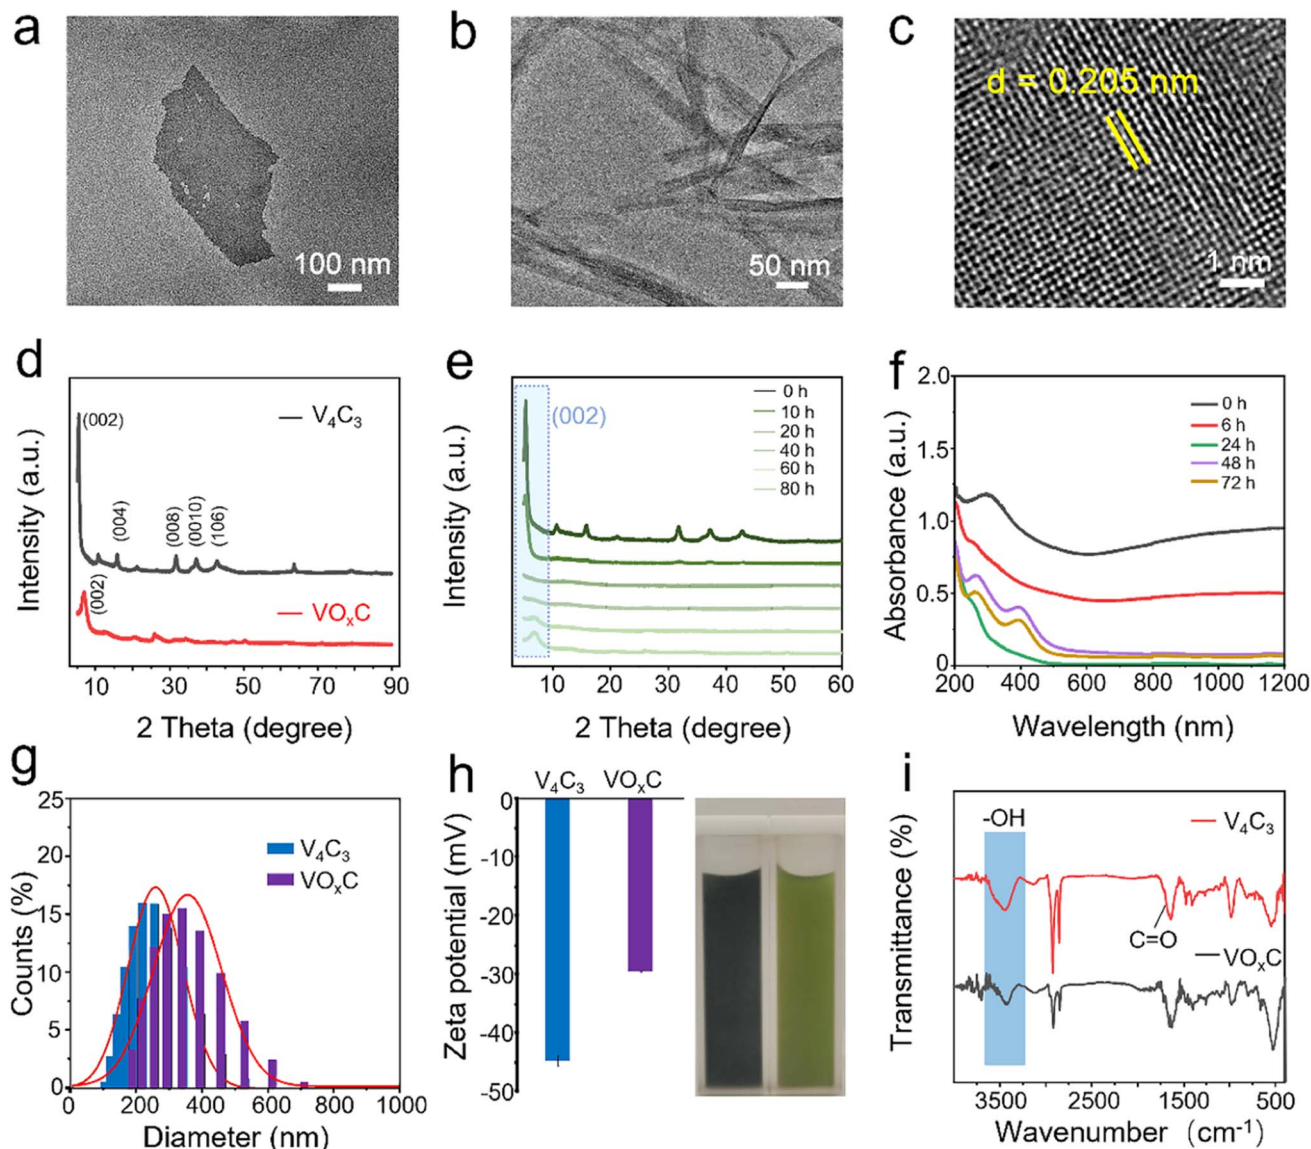 a
100 nm
b
50 nm
c
d = 0.205 nm
1 nm
d
Intensity (a.u.)
(002)
(004)
(008)
(0010)
(106)
V₄C₃
(002)
VOₓC
10 30 50 70 90
2 Theta (degree)
e
Intensity (a.u.)
(002)
0 h
10 h
20 h
40 h
60 h
80 h
10 20 30 40 50 60
2 Theta (degree)
f
Absorbance (a.u.)
2.0
1.5
1.0
0.5
0
0 h
6 h
24 h
48 h
72 h
200 400 600 800 1000 1200
Wavelength (nm)
g
Counts (%)
25
20
15
10
5
0
V₄C₃
VOₓC
0 200 400 600 800 1000
Diameter (nm)
h
V₄C₃ VOₓC
Zeta potential (mV)
0
-10
-20
-30
-40
-50
i
Transmittance (%)
-OH
V₄C₃
C=O
VOₓC
3500 2500 1500 500
Wavenumber (cm⁻¹)